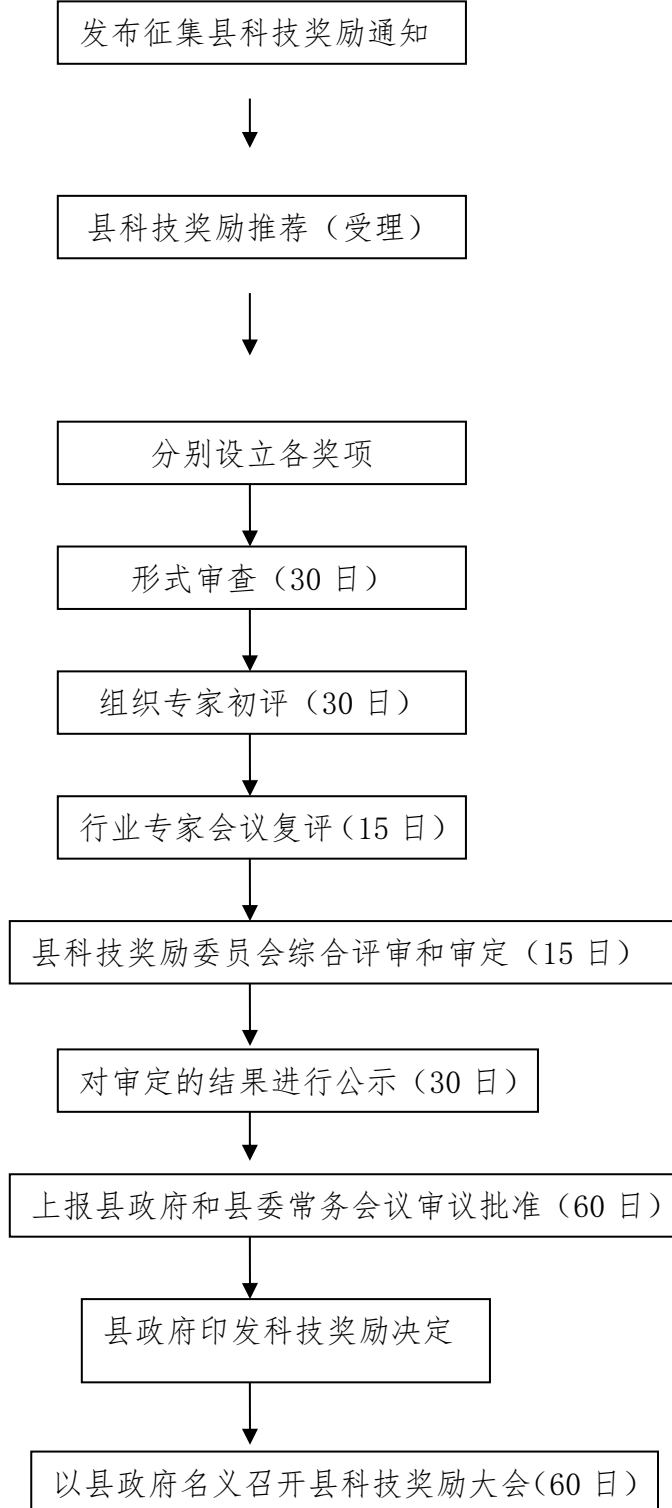 发布征集县科技奖励通知
县科技奖励推荐（受理）
分别设立各奖项
形式审查（30 日）
组织专家初评（30 日）
行业专家会议复评（15 日）
县科技奖励委员会综合评审和审定（15 日）
对审定的结果进行公示（30 日）
上报县政府和县委常务会议审议批准（60 日）
县政府印发科技奖励决定
以县政府名义召开县科技奖励大会（60 日）